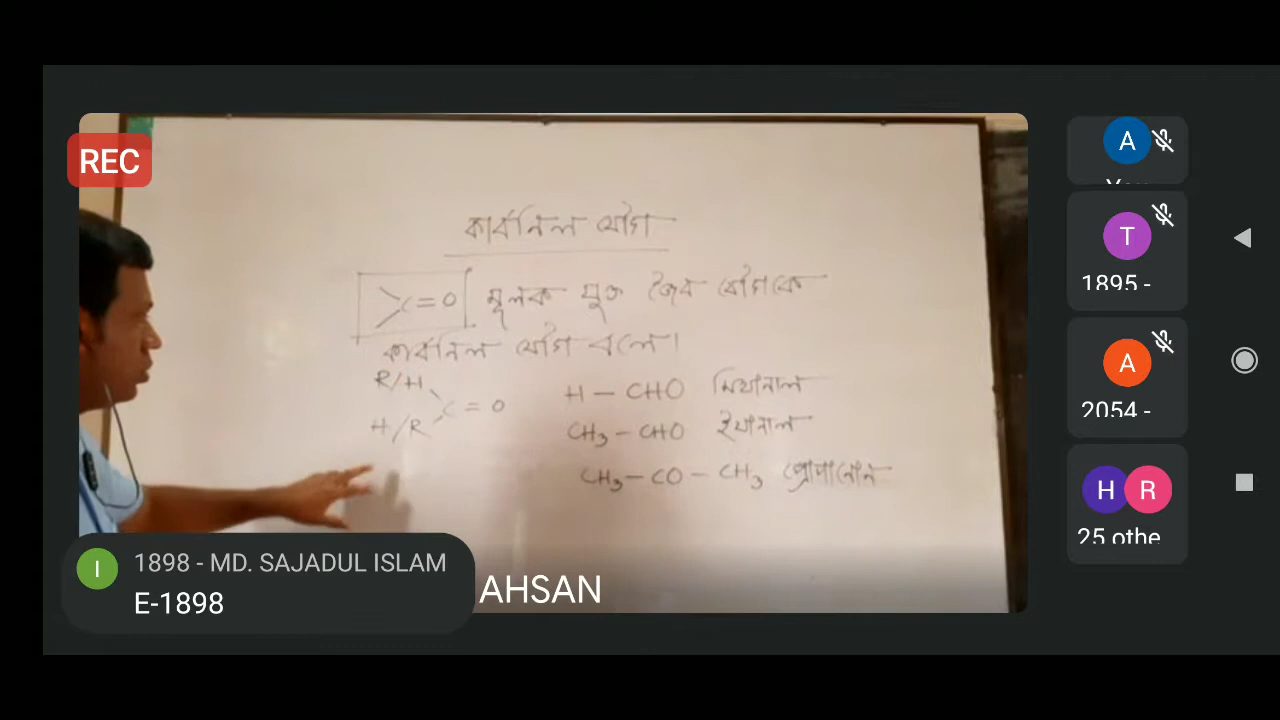 REC
কার্বনিল যৌগ
>C=O মূলক যুক্ত জৈব যৌগকে
কার্বনিল যৌগ বলে।
R/H
H/R >C = O
H — CHO মিথান্যাল
CH₃ — CHO ইথান্যাল
CH₃ — CO — CH₃ প্রোপানোন
A
T
1895 -
A
2054 -
H R
25 othe
I
1898 - MD. SAJADUL ISLAM
E-1898
AHSAN